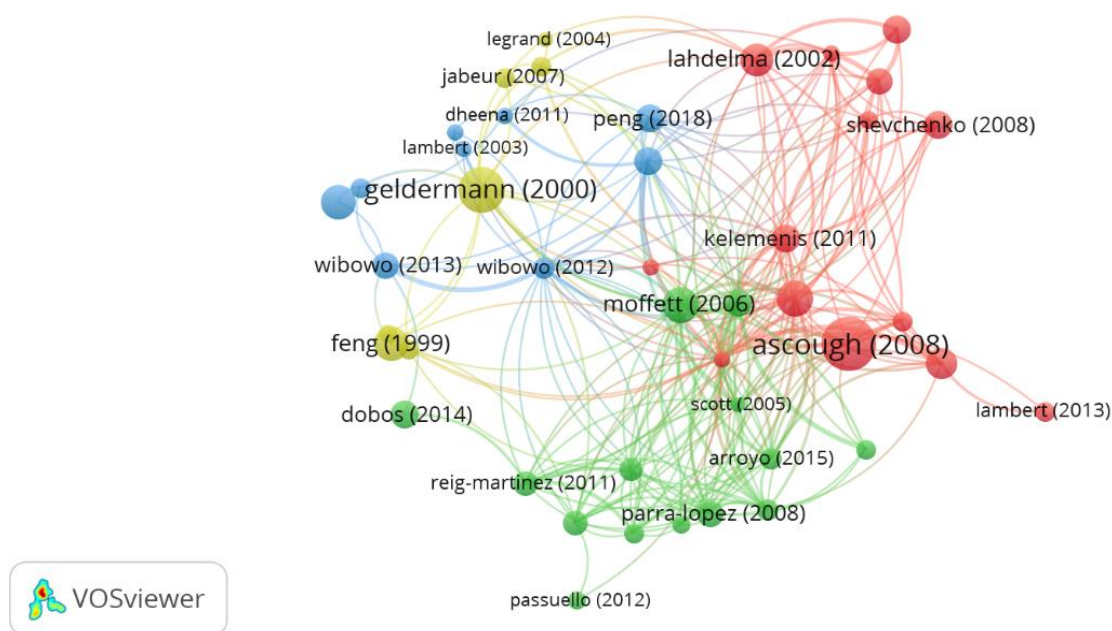 legrand (2004)
lahdelma (2002)
jabeur (2007)
dheena (2011)
peng (2018)
shevchenko (2008)
lambert (2003)
geldermann (2000)
kelemenis (2011)
wibowo (2013)
wibowo (2012)
moffett (2006)
feng (1999)
ascough (2008)
scott (2005)
lambert (2013)
dobos (2014)
arroyo (2015)
reig-martinez (2011)
parra-lopez (2008)
passuello (2012)
VOSviewer